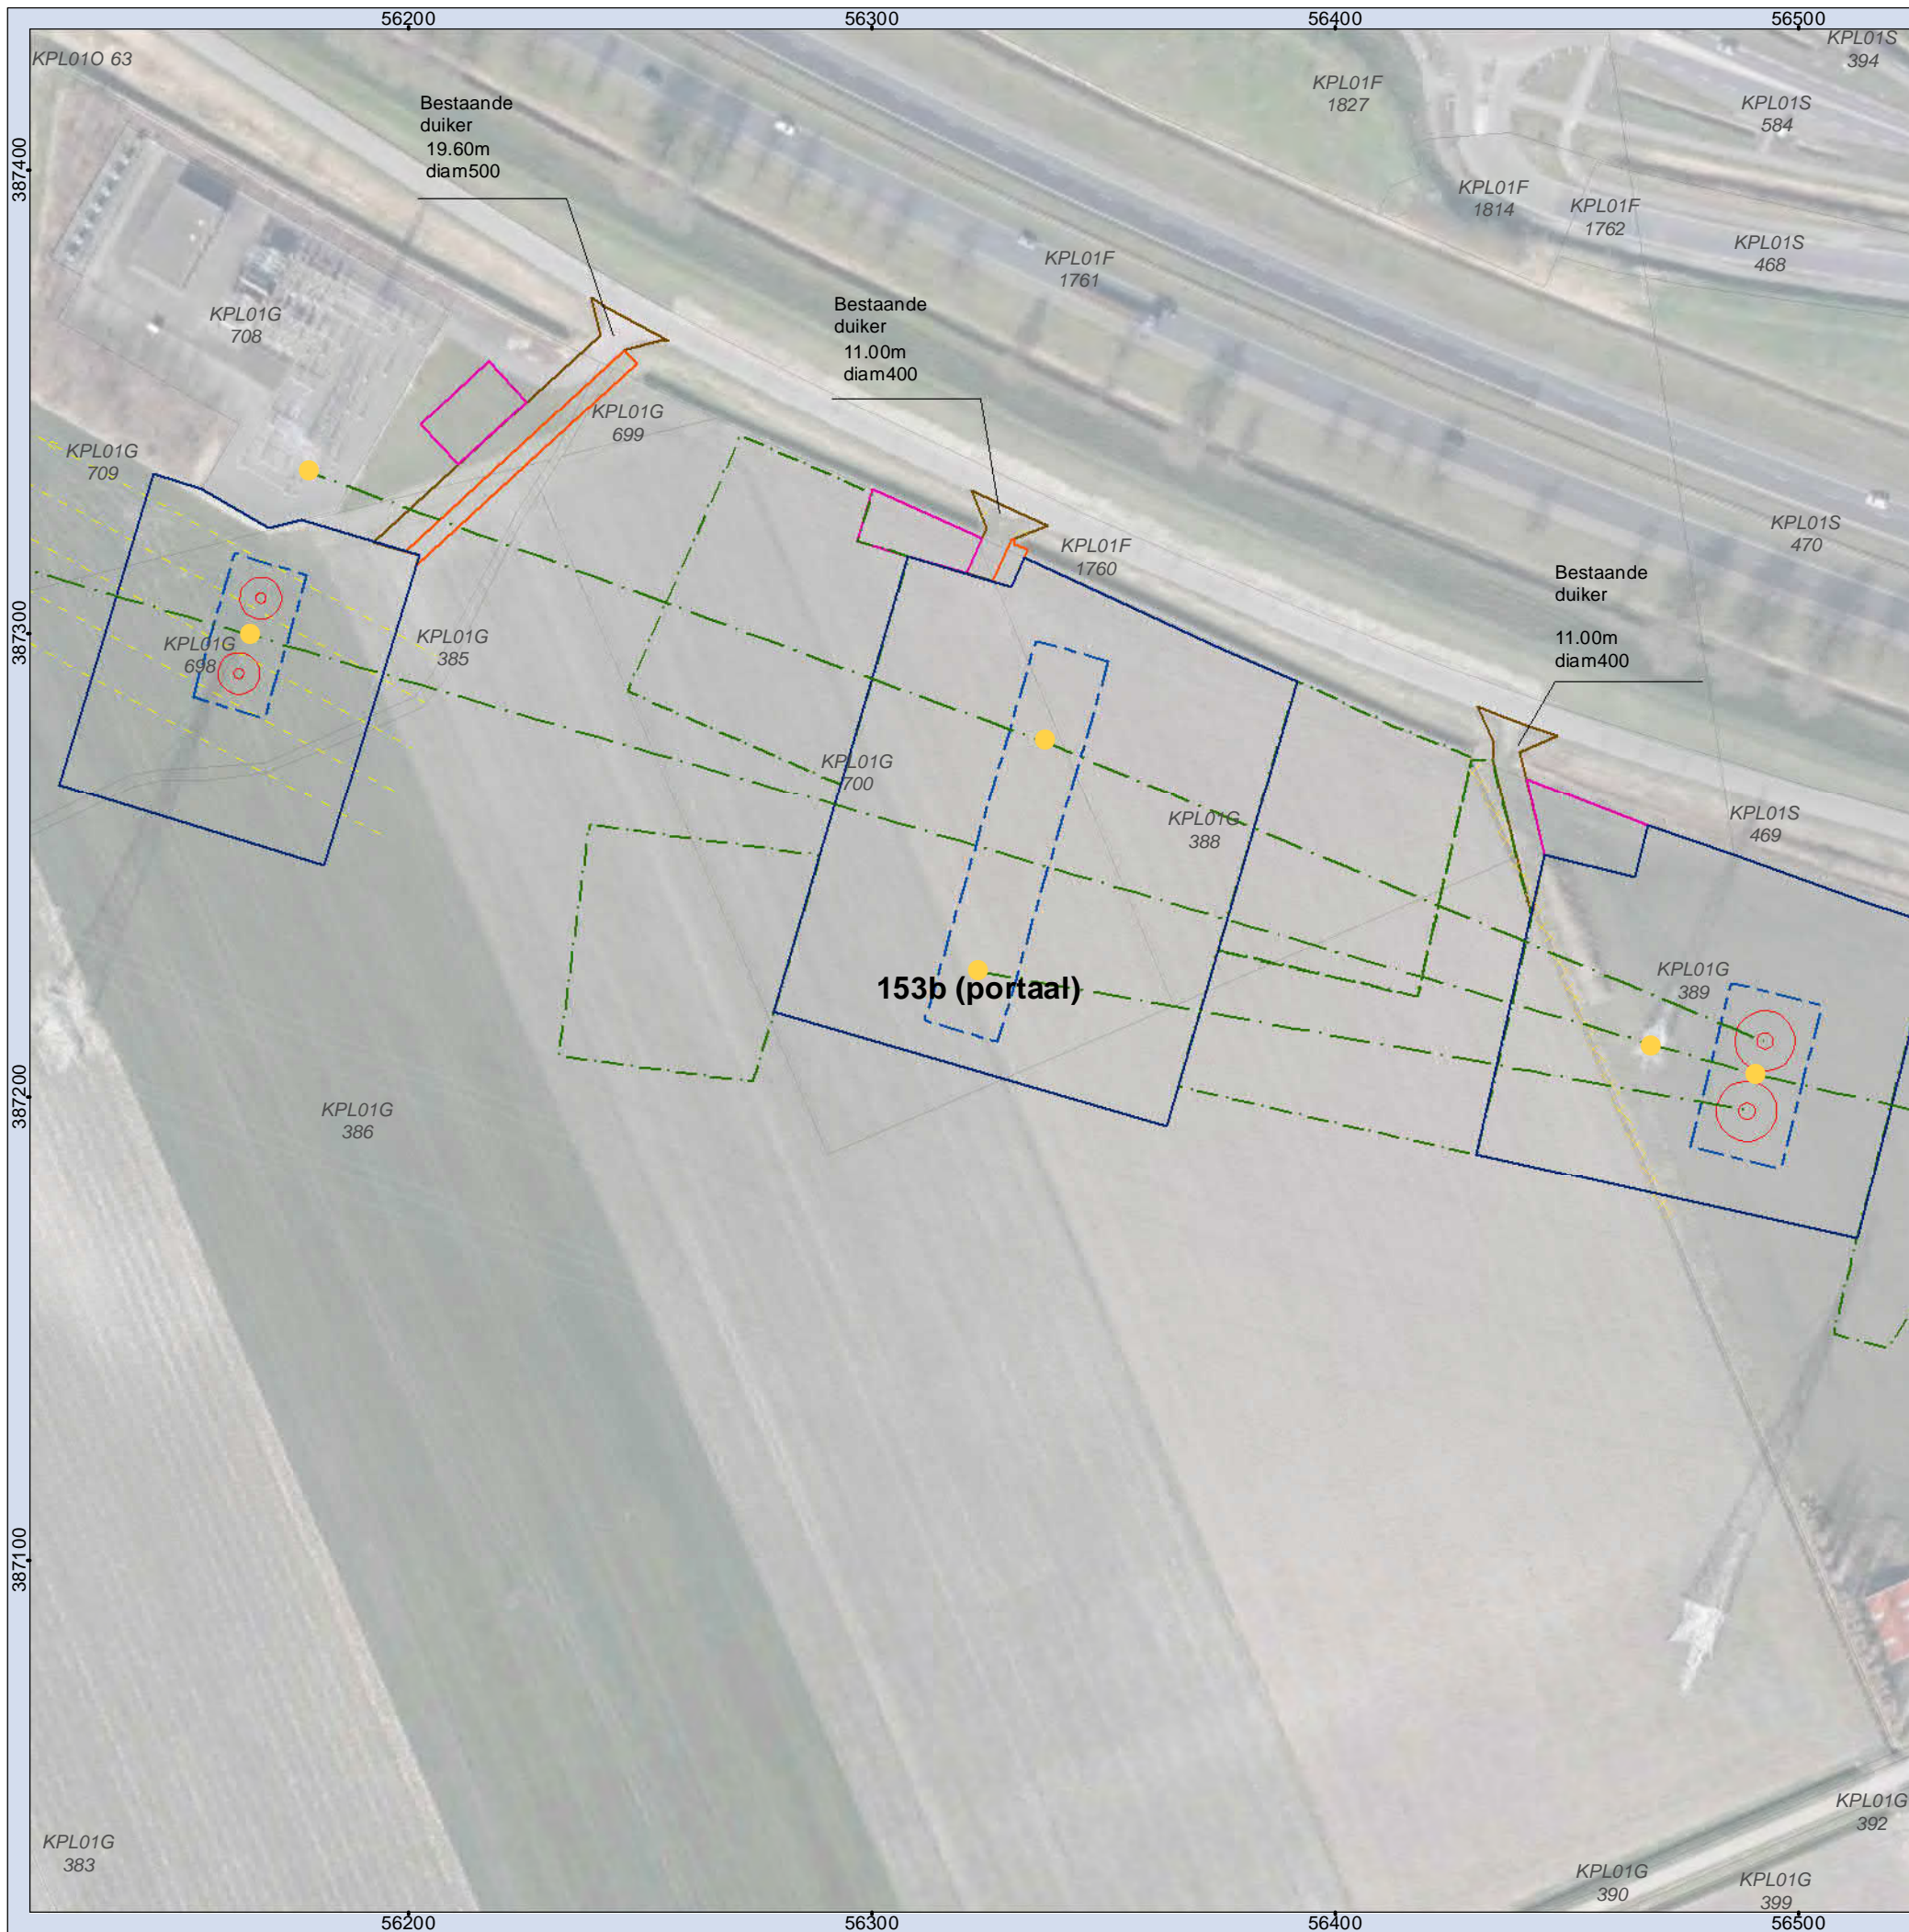 56200
56300
56400
56500
KPL01O 63
KPL01S
394
KPL01F
1827
KPL01S
584
Bestaande
duiker
19.60m
diam500
387400
KPL01F
1814
KPL01F
1762
KPL01S
468
KPL01F
1761
Bestaande
duiker
11.00m
diam400
KPL01G
708
KPL01G
699
KPL01G
709
KPL01S
470
KPL01F
1760
Bestaande
duiker
11.00m
diam400
387300
KPL01G
698
KPL01G
385
KPL01G
700
KPL01G
388
KPL01S
469
KPL01G
389
153b (portaal)
387200
KPL01G
386
387100
KPL01G
392
KPL01G
383
KPL01G
390
KPL01G
399
56200
56300
56400
56500